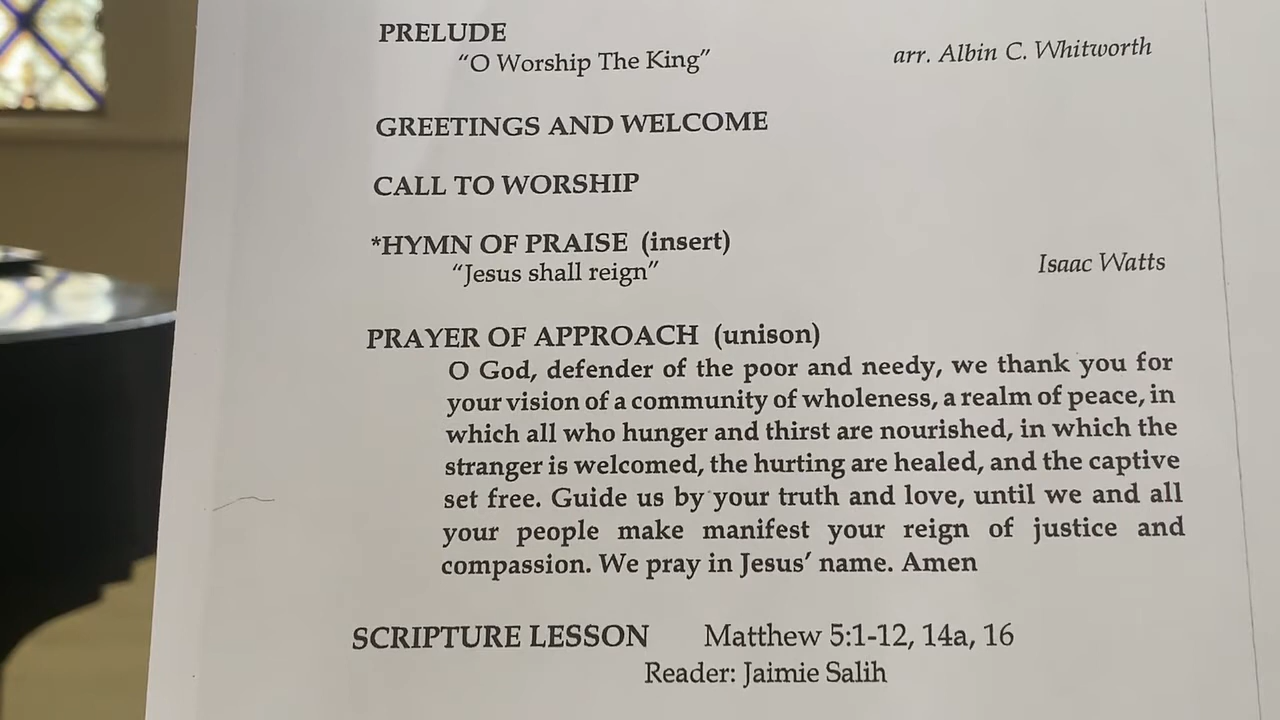 PRELUDE
“O Worship The King” arr. Albin C. Whitworth
GREETINGS AND WELCOME
CALL TO WORSHIP
*HYMN OF PRAISE (insert)
“Jesus shall reign” Isaac Watts
PRAYER OF APPROACH (unison)
O God, defender of the poor and needy, we thank you for
your vision of a community of wholeness, a realm of peace, in
which all who hunger and thirst are nourished, in which the
stranger is welcomed, the hurting are healed, and the captive
set free. Guide us by your truth and love, until we and all
your people make manifest your reign of justice and
compassion. We pray in Jesus’ name. Amen
SCRIPTURE LESSON Matthew 5:1-12, 14a, 16
Reader: Jaimie Salih